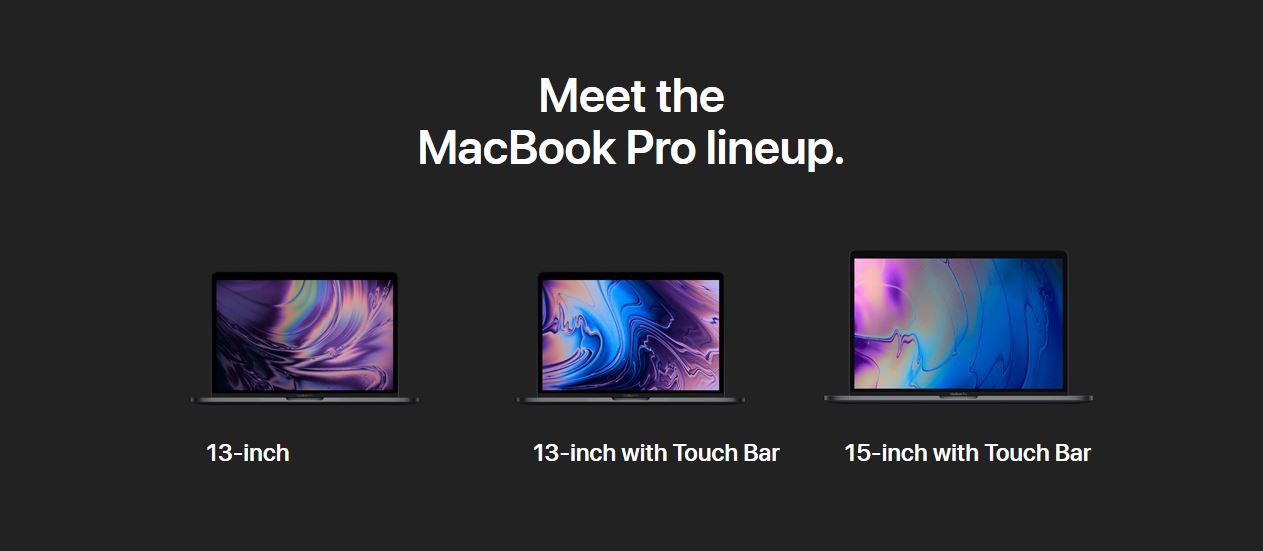 Meet the
MacBook Pro lineup.
13-inch
13-inch with Touch Bar
15-inch with Touch Bar